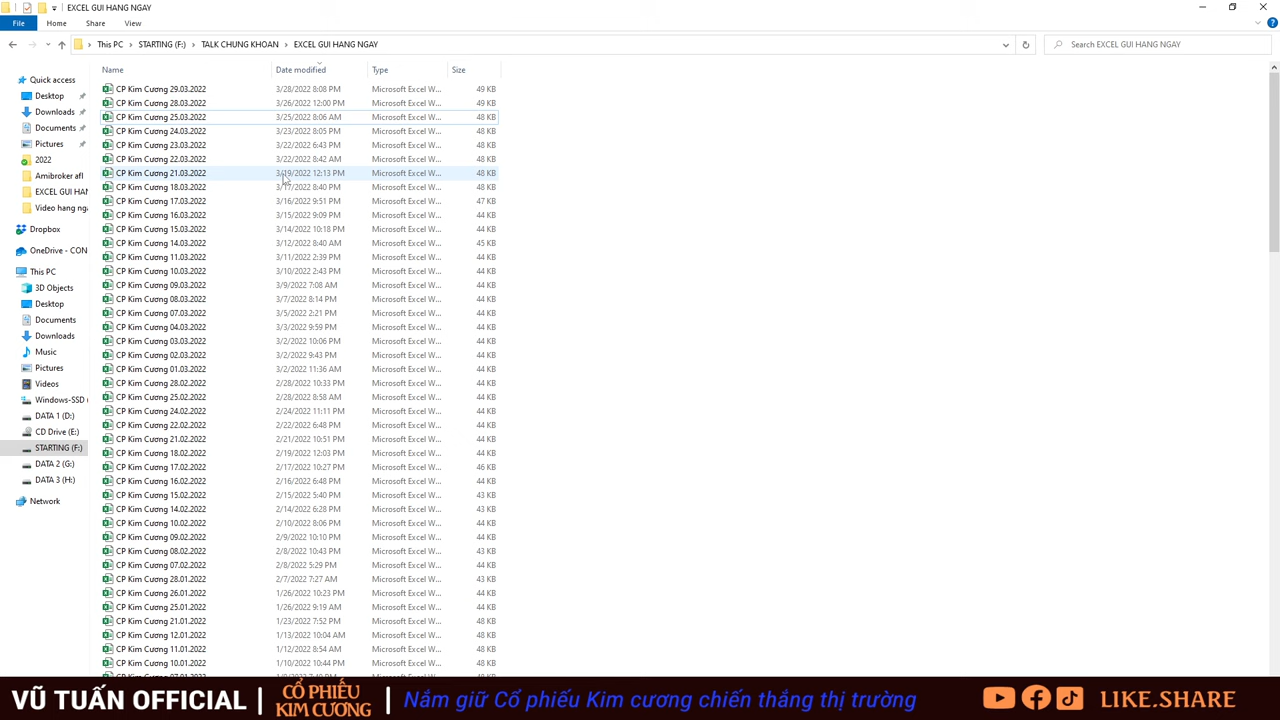 EXCEL GUI HANG NGAY
File Home Share View
This PC STARTING (F:) TALK CHUNG KHOAN EXCEL GUI HANG NGAY
Search EXCEL GUI HANG NGAY
Quick access
Desktop
Downloads
Documents
Pictures
2022
Amibroker afl
EXCEL GUI HAN
Video hang ngà
Dropbox
OneDrive - CON
This PC
3D Objects
Desktop
Documents
Downloads
Music
Pictures
Videos
Windows-SSD (
DATA 1 (D:)
CD Drive (E:)
STARTING (F:)
DATA 2 (G:)
DATA 3 (H:)
Network
Name Date modified Type Size
CP Kim Cương 29.03.2022 3/28/2022 8:08 PM Microsoft Excel W... 49 KB
CP Kim Cương 28.03.2022 3/26/2022 12:00 PM Microsoft Excel W... 49 KB
CP Kim Cương 25.03.2022 3/25/2022 8:06 AM Microsoft Excel W... 48 KB
CP Kim Cương 24.03.2022 3/23/2022 8:05 PM Microsoft Excel W... 48 KB
CP Kim Cương 23.03.2022 3/22/2022 6:43 PM Microsoft Excel W... 48 KB
CP Kim Cương 22.03.2022 3/22/2022 8:42 AM Microsoft Excel W... 48 KB
CP Kim Cương 21.03.2022 3/19/2022 12:13 PM Microsoft Excel W... 48 KB
CP Kim Cương 18.03.2022 3/17/2022 8:40 PM Microsoft Excel W... 48 KB
CP Kim Cương 17.03.2022 3/16/2022 9:51 PM Microsoft Excel W... 47 KB
CP Kim Cương 16.03.2022 3/15/2022 9:09 PM Microsoft Excel W... 44 KB
CP Kim Cương 15.03.2022 3/14/2022 10:18 PM Microsoft Excel W... 44 KB
CP Kim Cương 14.03.2022 3/12/2022 8:40 AM Microsoft Excel W... 45 KB
CP Kim Cương 11.03.2022 3/11/2022 2:39 PM Microsoft Excel W... 44 KB
CP Kim Cương 10.03.2022 3/10/2022 2:43 PM Microsoft Excel W... 44 KB
CP Kim Cương 09.03.2022 3/9/2022 7:08 AM Microsoft Excel W... 44 KB
CP Kim Cương 08.03.2022 3/7/2022 8:14 PM Microsoft Excel W... 44 KB
CP Kim Cương 07.03.2022 3/5/2022 2:21 PM Microsoft Excel W... 44 KB
CP Kim Cương 04.03.2022 3/3/2022 9:59 PM Microsoft Excel W... 44 KB
CP Kim Cương 03.03.2022 3/2/2022 10:06 PM Microsoft Excel W... 44 KB
CP Kim Cương 02.03.2022 3/2/2022 9:43 PM Microsoft Excel W... 44 KB
CP Kim Cương 01.03.2022 3/2/2022 11:36 AM Microsoft Excel W... 44 KB
CP Kim Cương 28.02.2022 2/28/2022 10:33 PM Microsoft Excel W... 44 KB
CP Kim Cương 25.02.2022 2/28/2022 8:58 AM Microsoft Excel W... 44 KB
CP Kim Cương 24.02.2022 2/24/2022 11:11 PM Microsoft Excel W... 44 KB
CP Kim Cương 22.02.2022 2/22/2022 6:48 PM Microsoft Excel W... 44 KB
CP Kim Cương 21.02.2022 2/21/2022 10:51 PM Microsoft Excel W... 44 KB
CP Kim Cương 18.02.2022 2/19/2022 12:03 PM Microsoft Excel W... 44 KB
CP Kim Cương 17.02.2022 2/17/2022 10:27 PM Microsoft Excel W... 46 KB
CP Kim Cương 16.02.2022 2/16/2022 6:48 PM Microsoft Excel W... 44 KB
CP Kim Cương 15.02.2022 2/15/2022 5:40 PM Microsoft Excel W... 43 KB
CP Kim Cương 14.02.2022 2/14/2022 6:28 PM Microsoft Excel W... 43 KB
CP Kim Cương 10.02.2022 2/10/2022 8:06 PM Microsoft Excel W... 44 KB
CP Kim Cương 09.02.2022 2/9/2022 10:10 PM Microsoft Excel W... 44 KB
CP Kim Cương 08.02.2022 2/8/2022 10:43 PM Microsoft Excel W... 43 KB
CP Kim Cương 07.02.2022 2/8/2022 5:29 PM Microsoft Excel W... 44 KB
CP Kim Cương 28.01.2022 2/7/2022 7:27 AM Microsoft Excel W... 43 KB
CP Kim Cương 26.01.2022 1/26/2022 10:23 PM Microsoft Excel W... 44 KB
CP Kim Cương 25.01.2022 1/26/2022 9:19 AM Microsoft Excel W... 44 KB
CP Kim Cương 21.01.2022 1/23/2022 7:52 PM Microsoft Excel W... 44 KB
CP Kim Cương 12.01.2022 1/13/2022 10:04 AM Microsoft Excel W... 48 KB
CP Kim Cương 11.01.2022 1/12/2022 8:54 AM Microsoft Excel W... 48 KB
CP Kim Cương 10.01.2022 1/10/2022 10:44 PM Microsoft Excel W... 48 KB
VŨ TUẤN OFFICIAL | CỔ PHIẾU KIM CƯƠNG | Nắm giữ Cổ phiếu Kim cương chiến thắng thị trường LIKE.SHARE